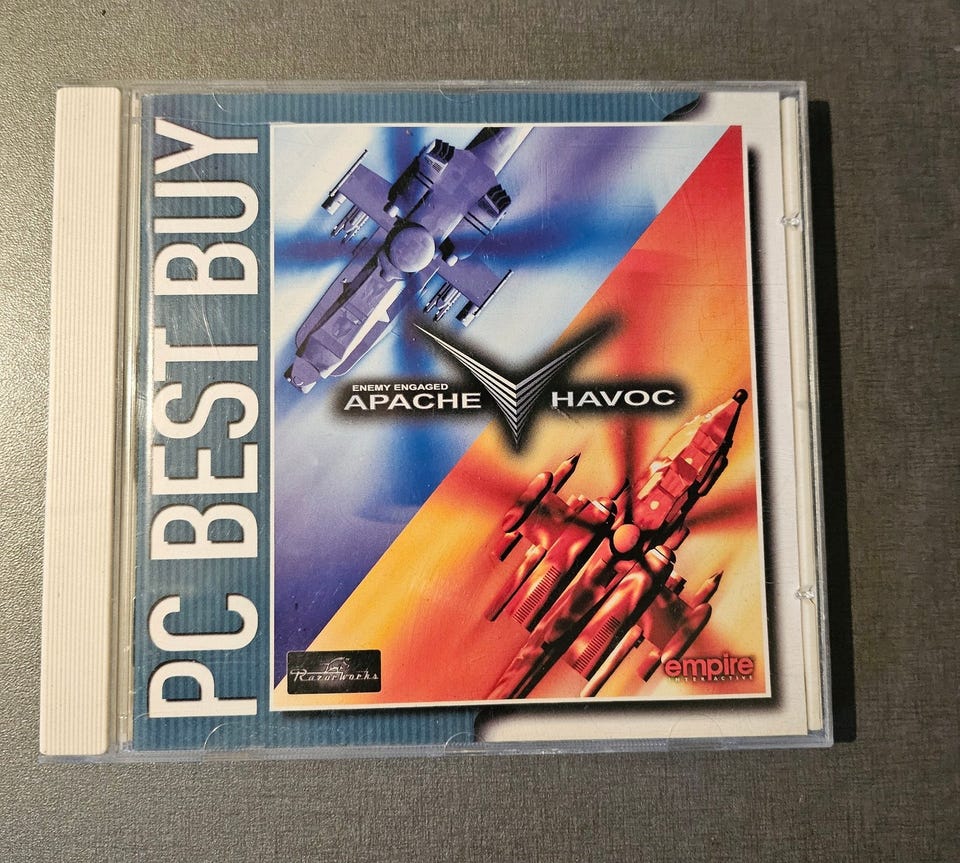 PC BEST BUY
ENEMY ENGAGED
APACHE V HAVOC
RazorWorks
empire
INTERACTIVE